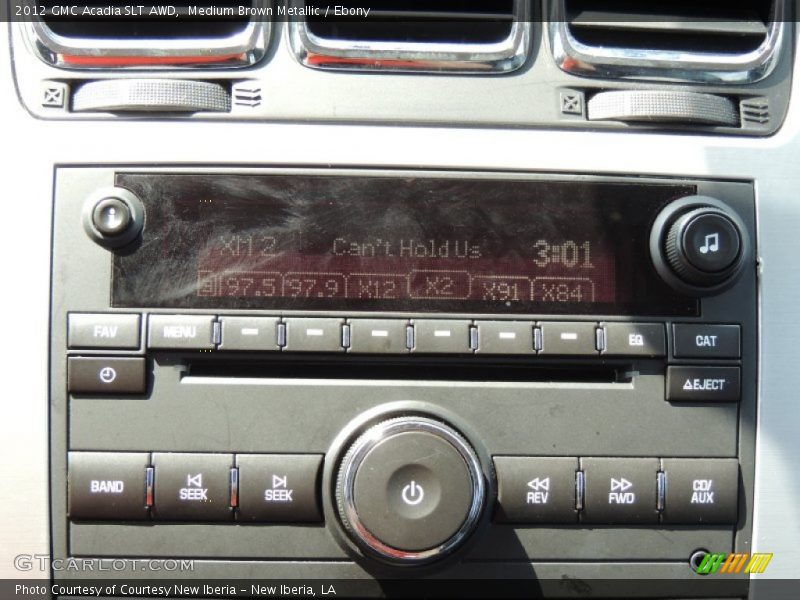 2012 GMC Acadia SLT AWD, Medium Brown Metallic / Ebony
XM 2 Can't Hold Us 3:01
97.5 97.9 X12 X2 X91 X84
FAV MENU EQ CAT
EJECT
BAND SEEK SEEK REV FWD CD/AUX
GTCARLOT.COM
Photo Courtesy of Courtesy New Iberia - New Iberia, LA